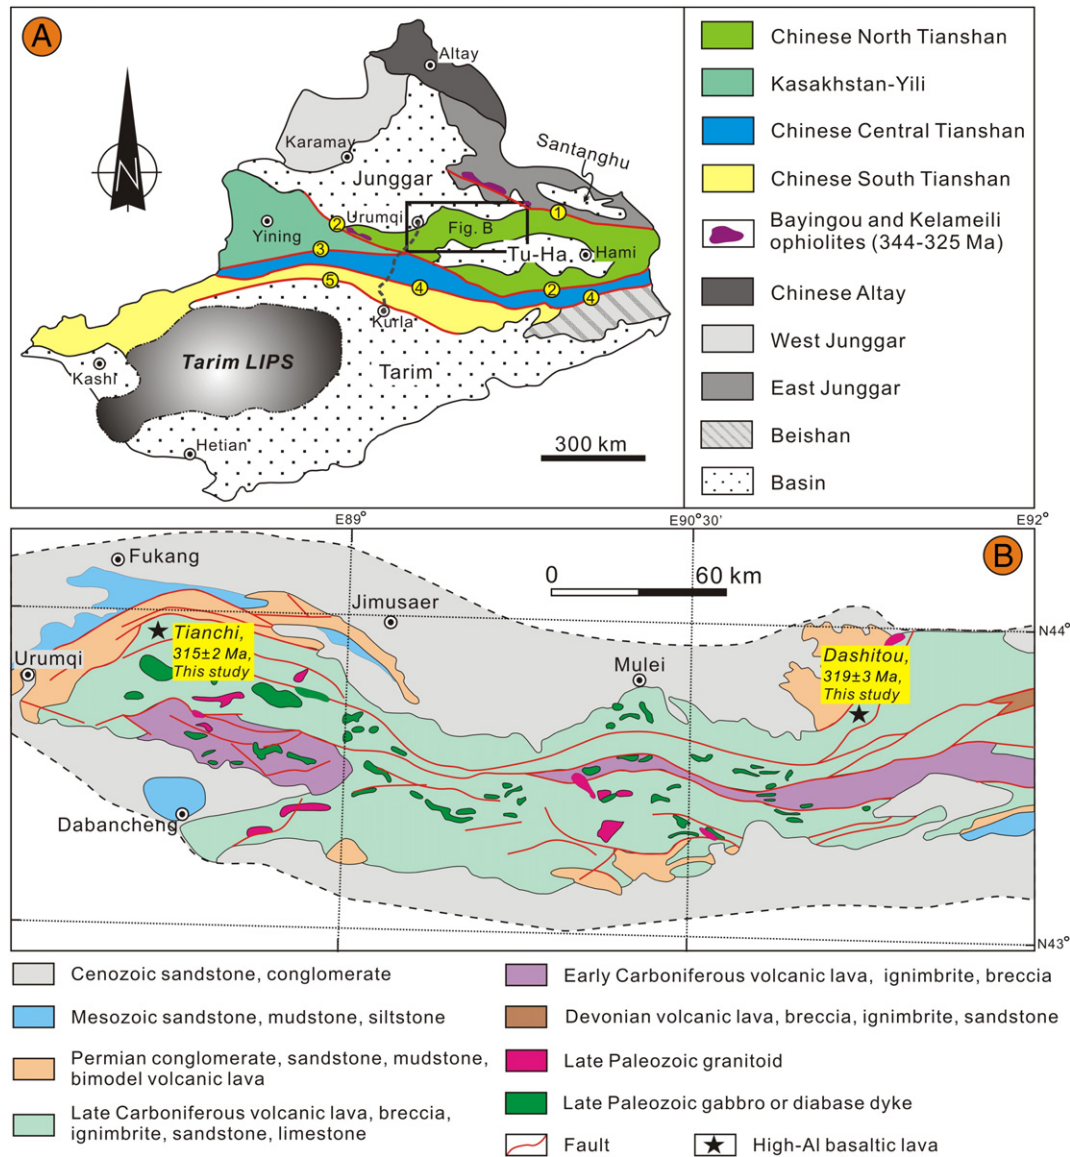 A
N
Altay
Karamay
Santanghu
Junggar
Urumqi
Fig. B
Yining
Tu-Ha
Hami
1
2
3
5
4
2
4
Kurla
Tarim LIPS
Tarim
Kashi
Hetian
300 km
Chinese North Tianshan
Kasakhstan-Yili
Chinese Central Tianshan
Chinese South Tianshan
Bayingou and Kelameili
ophiolites (344-325 Ma)
Chinese Altay
West Junggar
East Junggar
Beishan
Basin
E89°
E90°30'
E92°
B
Fukang
0 60 km
Jimusaer
Tianchi,
315±2 Ma,
This study
Urumqi
Mulei
Dashitou,
319±3 Ma,
This study
N44°
Dabancheng
N43°
Cenozoic sandstone, conglomerate
Mesozoic sandstone, mudstone, siltstone
Permian conglomerate, sandstone, mudstone,
bimodel volcanic lava
Late Carboniferous volcanic lava, breccia,
ignimbrite, sandstone, limestone
Early Carboniferous volcanic lava, ignimbrite, breccia
Devonian volcanic lava, breccia, ignimbrite, sandstone
Late Paleozoic granitoid
Late Paleozoic gabbro or diabase dyke
Fault
High-Al basaltic lava